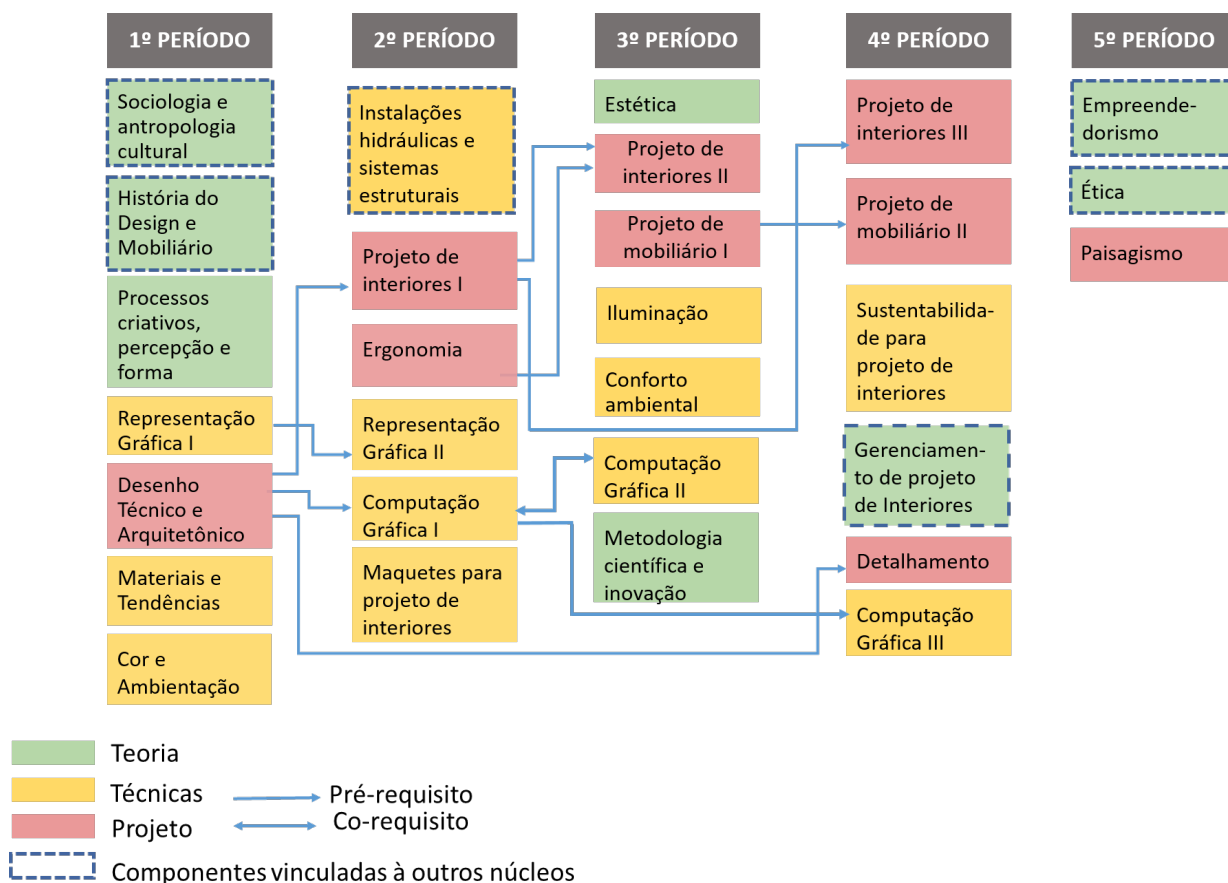 1º PERÍODO
Sociologia e
antropologia
cultural
História do
Design e
Mobiliário
Processos
criativos,
percepção e
forma
Representação
Gráfica I
Desenho
Técnico e
Arquitetônico
Materiais e
Tendências
Cor e
Ambientação
2º PERÍODO
Instalações
hidráulicas e
sistemas
estruturais
Projeto de
interiores I
Ergonomia
Representação
Gráfica II
Computação
Gráfica I
Maquetes para
projeto de
interiores
3º PERÍODO
Estética
Projeto de
interiores II
Projeto de
mobiliário I
Iluminação
Conforto
ambiental
Computação
Gráfica II
Metodologia
científica e
inovação
4º PERÍODO
Projeto de
interiores III
Projeto de
mobiliário II
Sustentabilida-
de para
projeto de
interiores
Gerenciamen-
to de projeto
de Interiores
Detalhamento
Computação
Gráfica III
5º PERÍODO
Empreende-
dorismo
Ética
Paisagismo
Teoria
Técnicas
Projeto
Pré-requisito
Co-requisito
Componentes vinculadas à outros núcleos